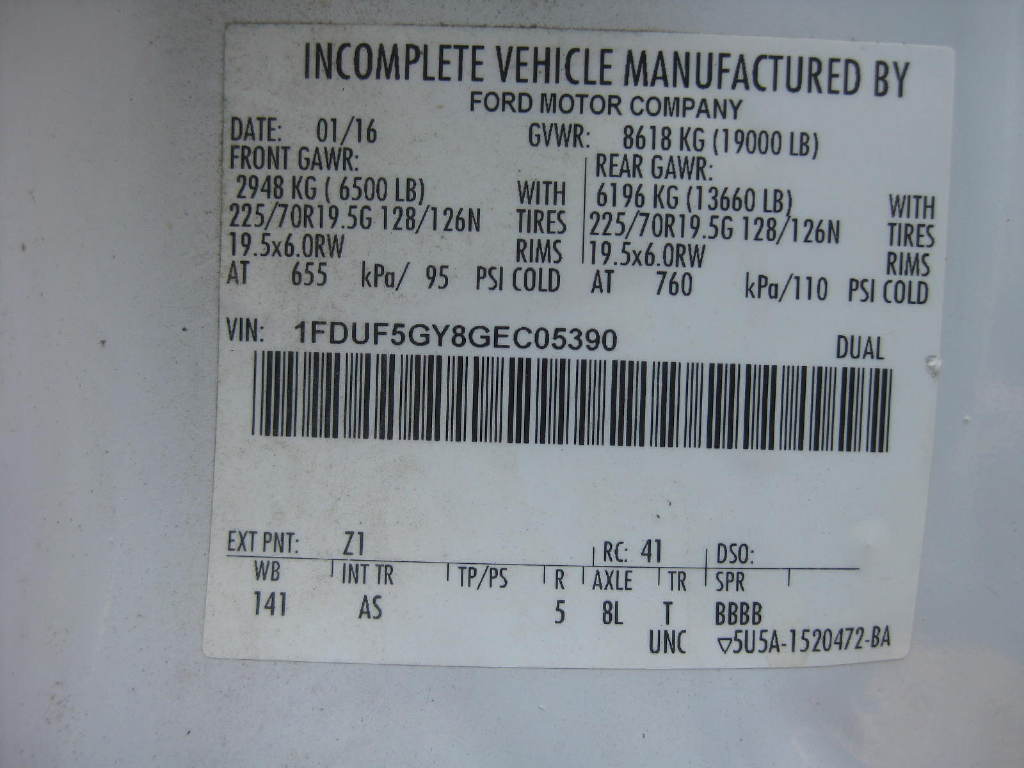 INCOMPLETE VEHICLE MANUFACTURED BY
FORD MOTOR COMPANY
DATE: 01/16 GVWR: 8618 KG (19000 LB)
FRONT GAWR: REAR GAWR:
2948 KG ( 6500 LB) WITH 6196 KG (13660 LB) WITH
225/70R19.5G 128/126N TIRES 225/70R19.5G 128/126N TIRES
19.5x6.0RW RIMS 19.5x6.0RW RIMS
AT 655 kPa/ 95 PSI COLD AT 760 kPa/110 PSI COLD
VIN: 1FDUF5GY8GEC05390 DUAL
EXT PNT: Z1 RC: 41 DSO:
WB INT TR TP/PS R AXLE TR SPR
141 AS 5 8L T BBBB
UNC ▽5U5A-1520472-BA